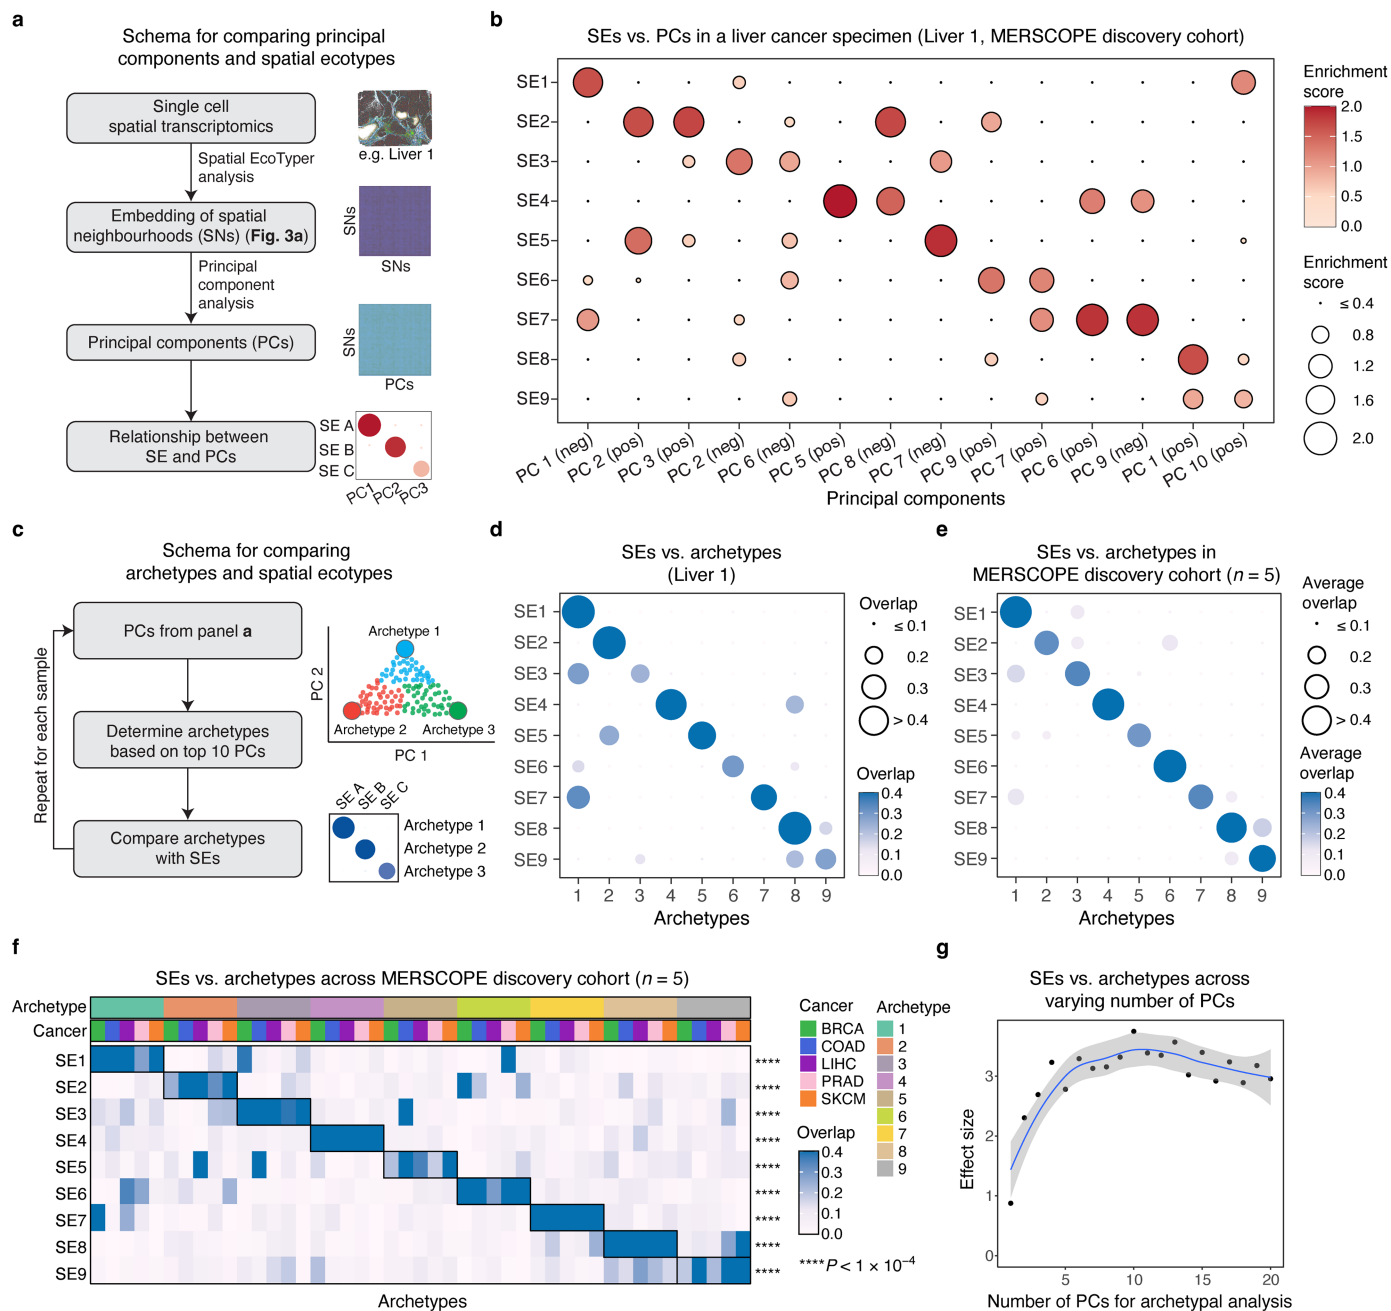 a
Schema for comparing principal
components and spatial ecotypes
Single cell
spatial transcriptomics
e.g. Liver 1
Spatial EcoTyper
analysis
Embedding of spatial
neighbourhoods (SNs) (Fig. 3a)
SNs
SNs
Principal
component
analysis
Principal components (PCs)
SNs
PCs
Relationship between
SE and PCs
SE A
SE B
SE C
PC1
PC2
PC3
b
SEs vs. PCs in a liver cancer specimen (Liver 1, MERSCOPE discovery cohort)
SE1
SE2
SE3
SE4
SE5
SE6
SE7
SE8
SE9
PC 1 (neg)
PC 2 (pos)
PC 3 (pos)
PC 2 (neg)
PC 6 (neg)
PC 5 (pos)
PC 8 (neg)
PC 7 (neg)
PC 9 (pos)
PC 7 (pos)
PC 6 (pos)
PC 9 (neg)
PC 1 (pos)
PC 10 (pos)
Principal components
Enrichment
score
2.0
1.5
1.0
0.5
0.0
Enrichment
score
≤ 0.4
0.8
1.2
1.6
2.0
c
Schema for comparing
archetypes and spatial ecotypes
Repeat for each sample
PCs from panel a
Determine archetypes
based on top 10 PCs
Compare archetypes
with SEs
Archetype 1
PC 2
Archetype 2
Archetype 3
PC 1
SE A
SE B
SE C
Archetype 1
Archetype 2
Archetype 3
d
SEs vs. archetypes
(Liver 1)
SE1
SE2
SE3
SE4
SE5
SE6
SE7
SE8
SE9
1 2 3 4 5 6 7 8 9
Archetypes
Overlap
≤ 0.1
0.2
0.3
> 0.4
Overlap
0.4
0.3
0.2
0.1
0.0
e
SEs vs. archetypes in
MERSCOPE discovery cohort (n = 5)
SE1
SE2
SE3
SE4
SE5
SE6
SE7
SE8
SE9
1 2 3 4 5 6 7 8 9
Archetypes
Average
overlap
≤ 0.1
0.2
0.3
> 0.4
Average
overlap
0.4
0.3
0.2
0.1
0.0
f
SEs vs. archetypes across MERSCOPE discovery cohort (n = 5)
Archetype
Cancer
SE1 ****
SE2 ****
SE3 ****
SE4 ****
SE5 ****
SE6 ****
SE7 ****
SE8 ****
SE9 ****
Archetypes
Cancer
BRCA
COAD
LIHC
PRAD
SKCM
Archetype
1
2
3
4
5
6
7
8
9
Overlap
0.4
0.3
0.2
0.1
0.0
****P < 1 × 10⁻⁴
g
SEs vs. archetypes across
varying number of PCs
Effect size
3
2
1
0
5 10 15 20
Number of PCs for archetypal analysis